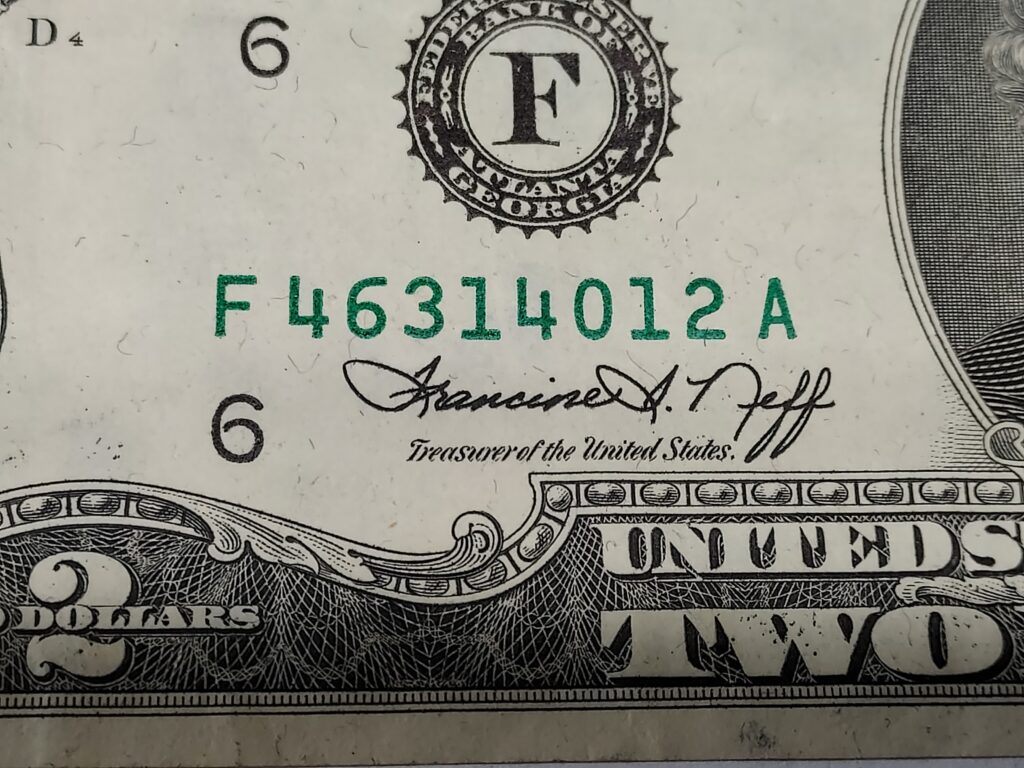 D 4
6
FEDERAL RESERVE
BANK OF
F
ATLANTA
GEORGIA
F 46314012 A
Francine I. Neff
6
Treasurer of the United States.
2
DOLLARS
UNITED S
TWO